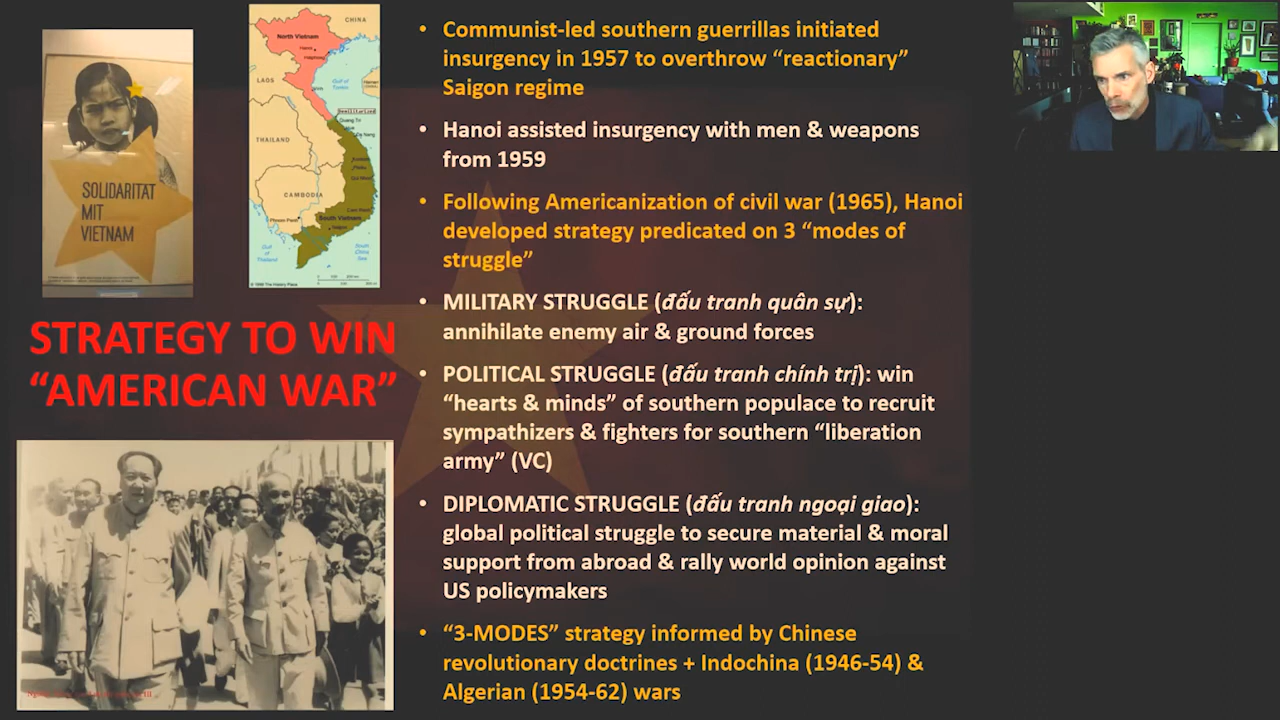 SOLIDARITAT
MIT
VIETNAM
CHINA
North Vietnam
Hanoi
Haiphong
LAOS
Gulf of
Tonkin
Vinh
Demilitarized
Quang Tri
Hue
Da Nang
THAILAND
CAMBODIA
Phnom Penh
South Vietnam
Saigon
Gulf
of
Thailand
South
China
Sea
STRATEGY TO WIN
“AMERICAN WAR”
• Communist-led southern guerrillas initiated
insurgency in 1957 to overthrow “reactionary”
Saigon regime
• Hanoi assisted insurgency with men & weapons
from 1959
• Following Americanization of civil war (1965), Hanoi
developed strategy predicated on 3 “modes of
struggle”
• MILITARY STRUGGLE (đấu tranh quân sự):
annihilate enemy air & ground forces
• POLITICAL STRUGGLE (đấu tranh chính trị): win
“hearts & minds” of southern populace to recruit
sympathizers & fighters for southern “liberation
army” (VC)
• DIPLOMATIC STRUGGLE (đấu tranh ngoại giao):
global political struggle to secure material & moral
support from abroad & rally world opinion against
US policymakers
• “3-MODES” strategy informed by Chinese
revolutionary doctrines + Indochina (1946-54) &
Algerian (1954-62) wars